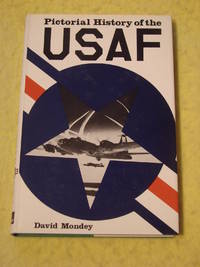 Pictorial History of the
USAF
David Mondey